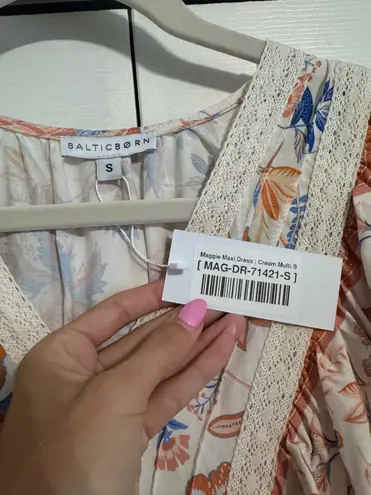 BALTICBØRN
S
Maggie Maxi Dress | Cream Multi S
[ MAG-DR-71421-S ]